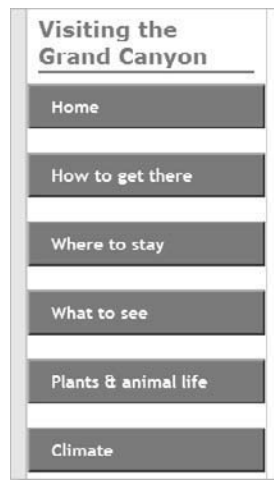 Visiting the
Grand Canyon
Home
How to get there
Where to stay
What to see
Plants & animal life
Climate